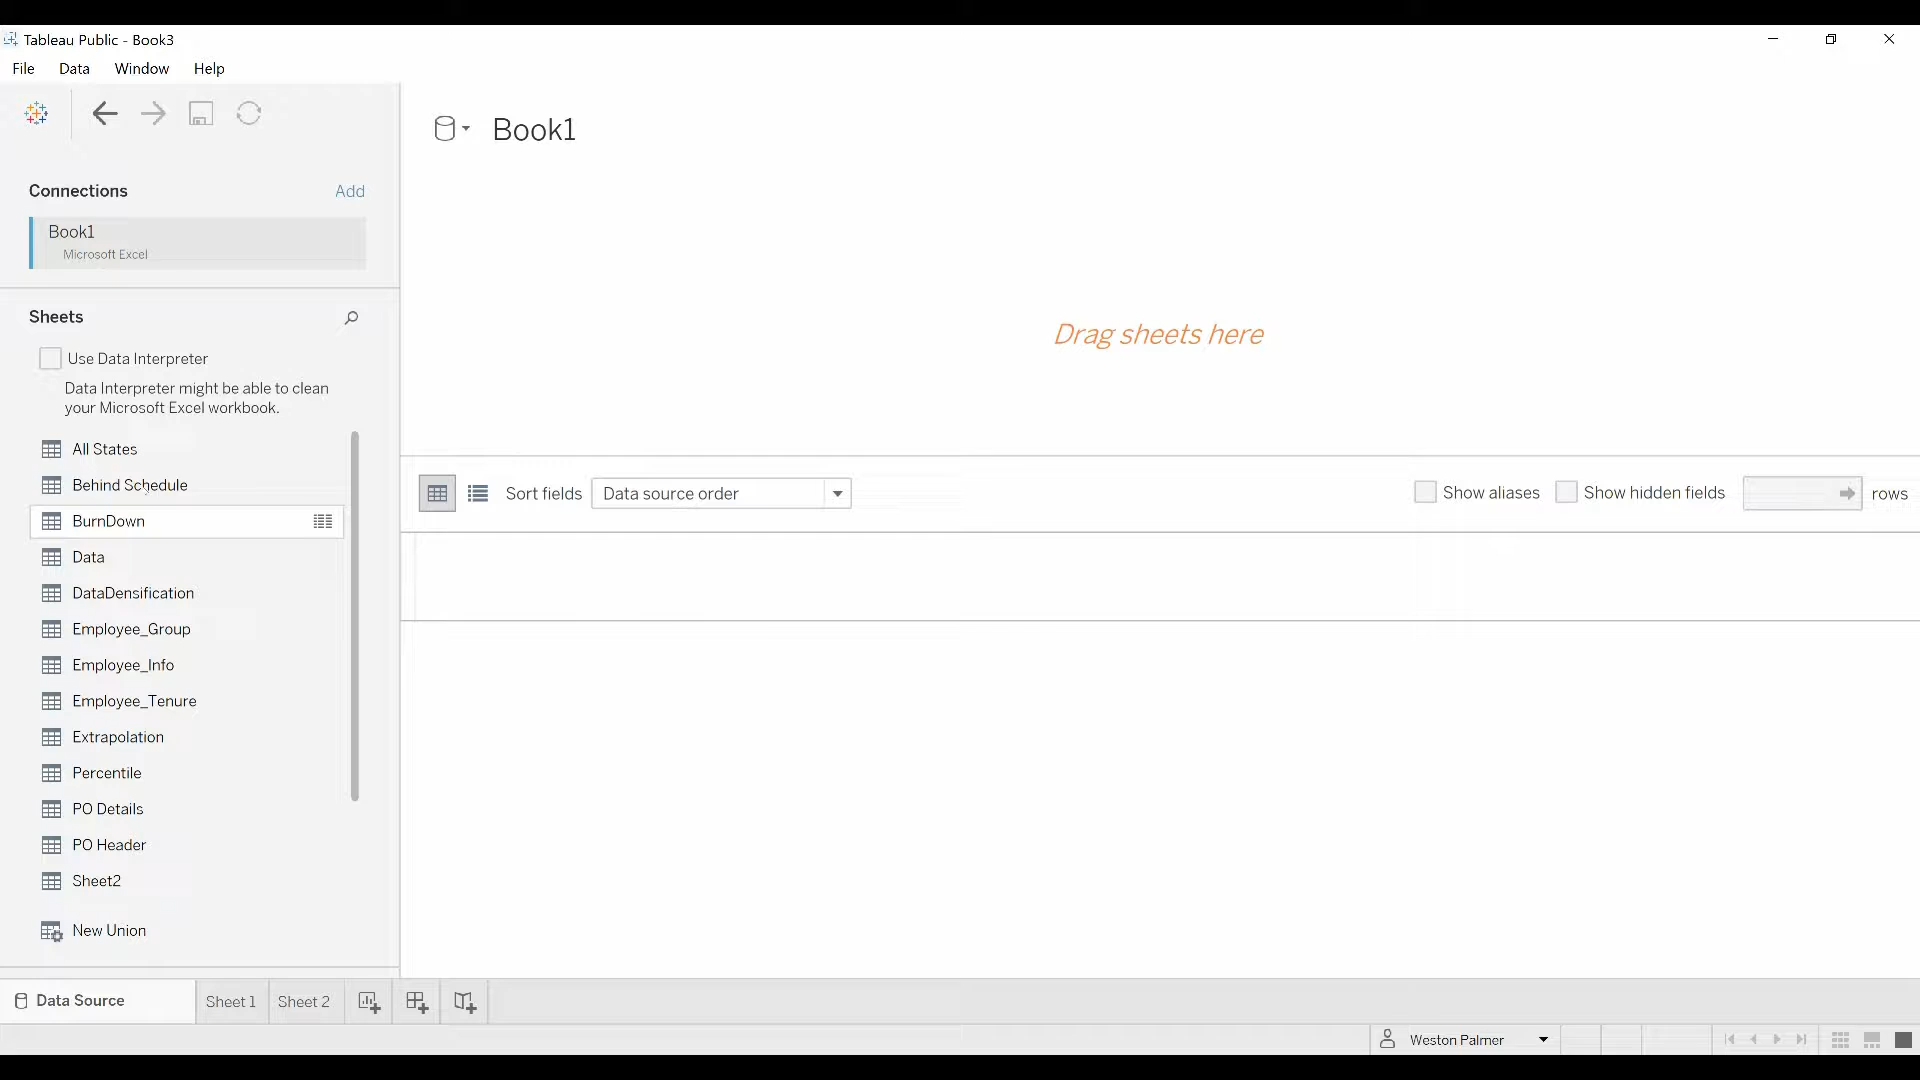 Tableau Public - Book3
File Data Window Help
Book1
Connections Add
Book1
Microsoft Excel
Sheets
Drag sheets here
Use Data Interpreter
Data Interpreter might be able to clean
your Microsoft Excel workbook.
All States
Behind Schedule
BurnDown
Data
DataDensification
Employee_Group
Employee_Info
Employee_Tenure
Extrapolation
Percentile
PO Details
PO Header
Sheet2
New Union
Sort fields Data source order Show aliases Show hidden fields rows
Data Source Sheet 1 Sheet 2
Weston Palmer